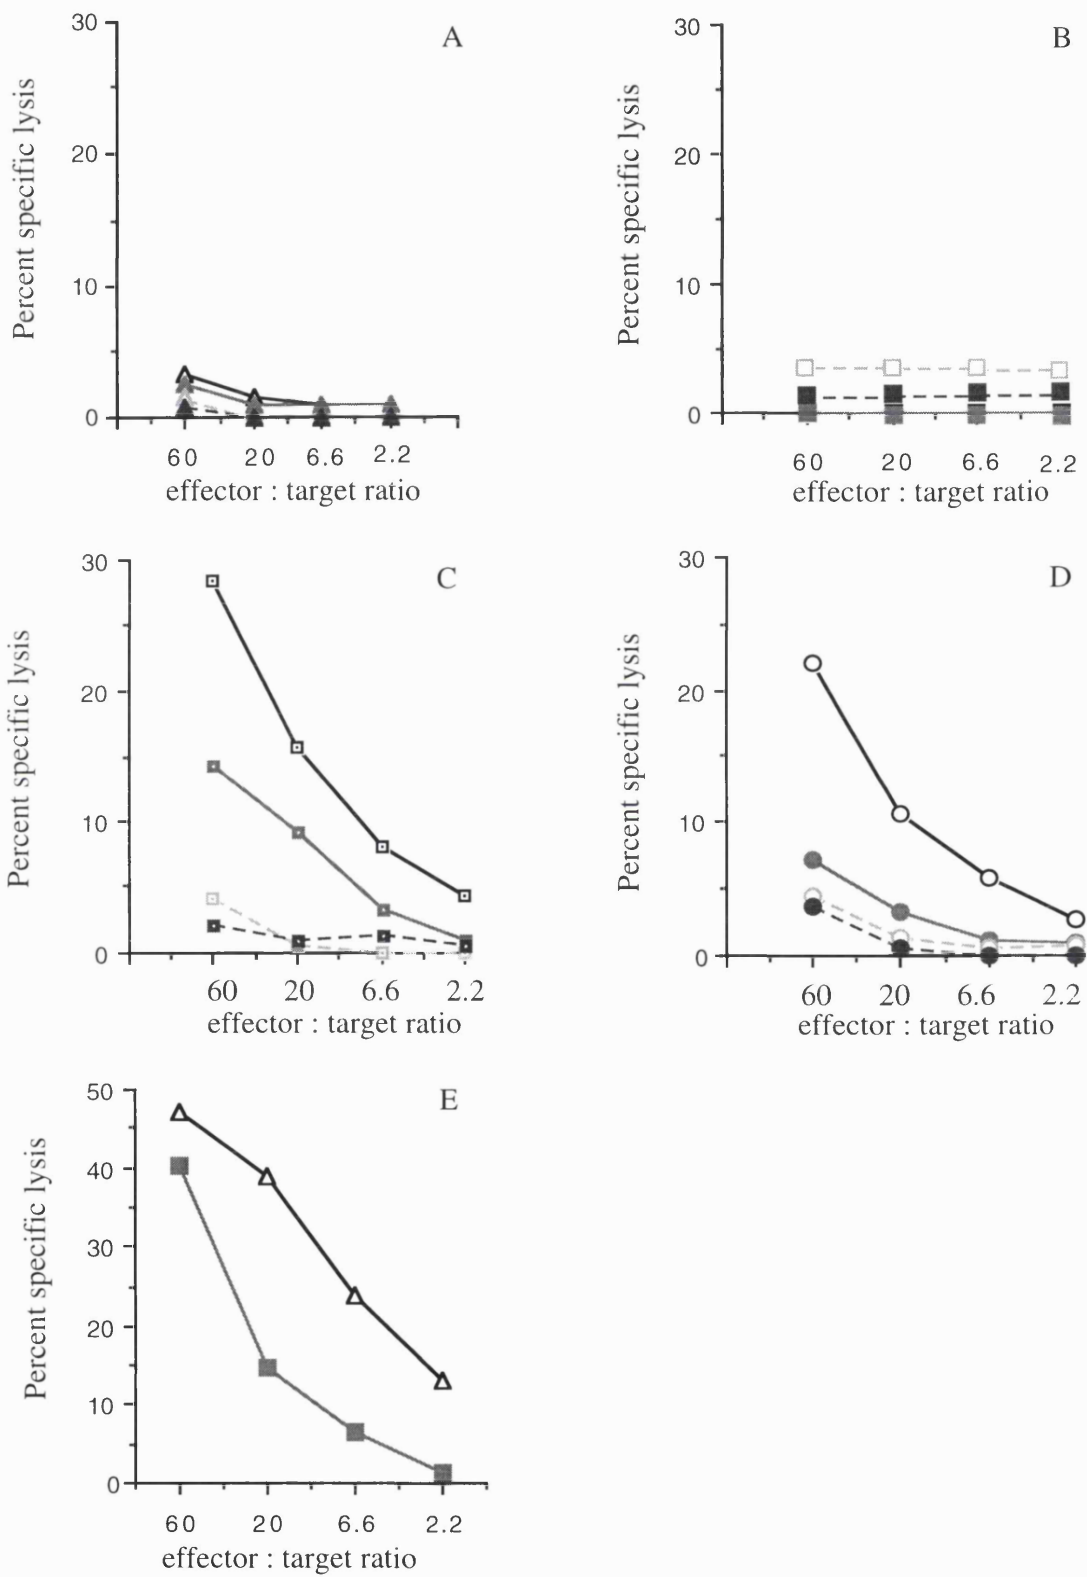 A
Percent specific lysis
30
20
10
0
60 20 6.6 2.2
effector : target ratio
B
Percent specific lysis
30
20
10
0
60 20 6.6 2.2
effector : target ratio
C
Percent specific lysis
30
20
10
0
60 20 6.6 2.2
effector : target ratio
D
Percent specific lysis
30
20
10
0
60 20 6.6 2.2
effector : target ratio
E
Percent specific lysis
50
40
30
20
10
0
60 20 6.6 2.2
effector : target ratio